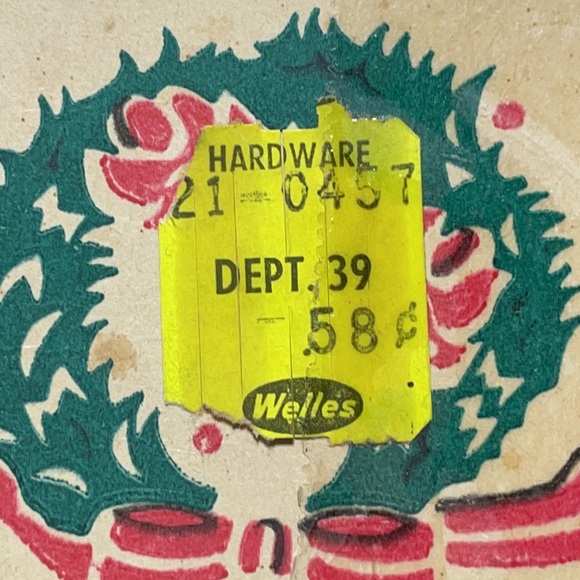 HARDWARE
21 0457
DEPT. 39
.58¢
Welles